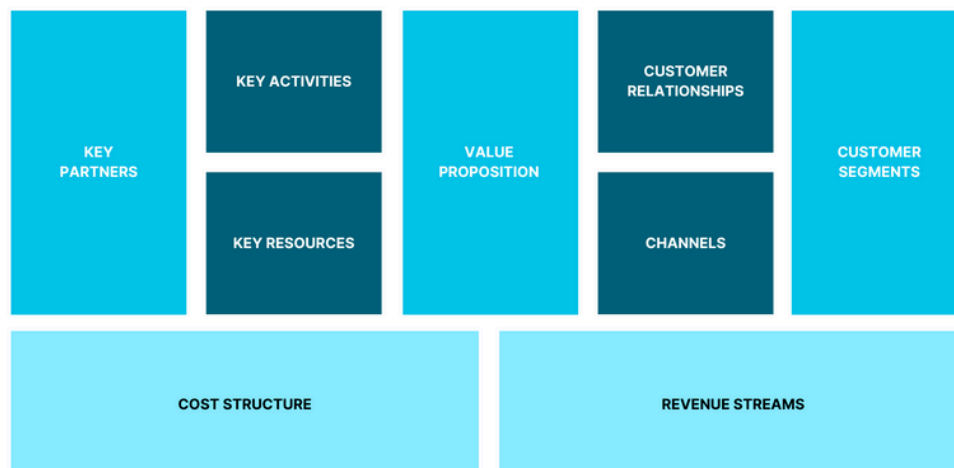 KEY
PARTNERS
KEY ACTIVITIES
KEY RESOURCES
VALUE
PROPOSITION
CUSTOMER
RELATIONSHIPS
CHANNELS
CUSTOMER
SEGMENTS
COST STRUCTURE
REVENUE STREAMS